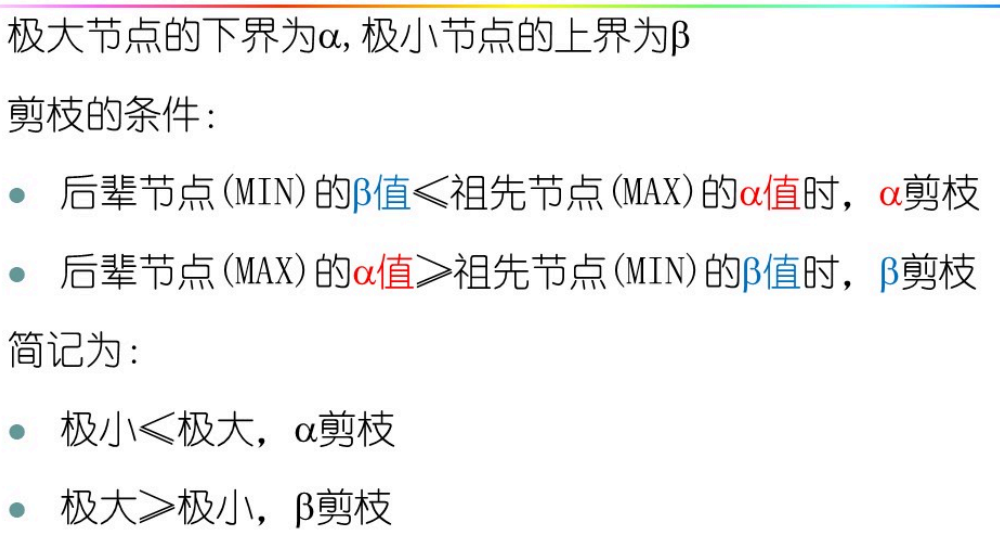 极大节点的下界为α,极小节点的上界为β
剪枝的条件:
• 后辈节点(MIN)的β值≤祖先节点(MAX)的α值时，α剪枝
• 后辈节点(MAX)的α值≥祖先节点(MIN)的β值时，β剪枝
简记为:
• 极小≤极大，α剪枝
• 极大≥极小，β剪枝